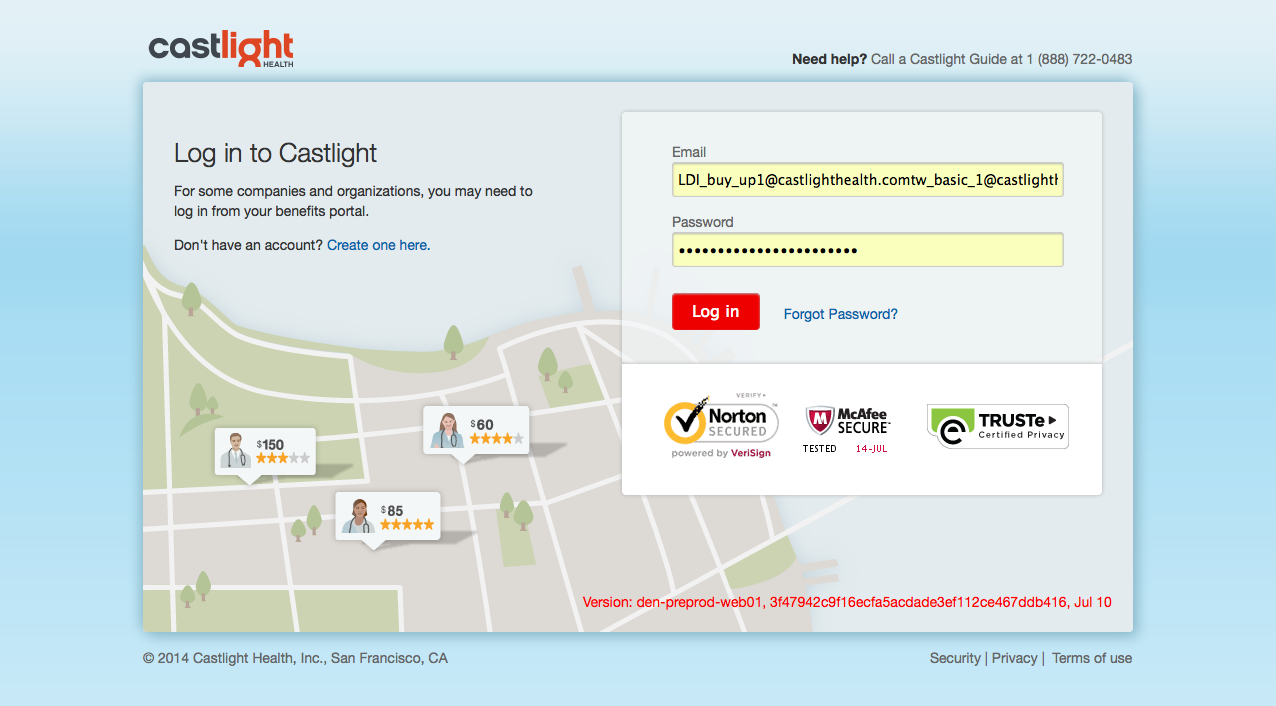 castlight
HEALTH
Need help? Call a Castlight Guide at 1 (888) 722-0483
Log in to Castlight
For some companies and organizations, you may need to
log in from your benefits portal.
Don't have an account? Create one here.
Email
LDI_buy_up1@castlighthealth.comtw_basic_1@castlight
Password
Log in
Forgot Password?
VERIFY
Norton
SECURED
powered by VeriSign
McAfee
SECURE
TESTED 14-JUL
TRUSTe
Certified Privacy
$150
$60
$85
Version: den-preprod-web01, 3f47942c9f16ecfa5acdade3ef112ce467ddb416, Jul 10
© 2014 Castlight Health, Inc., San Francisco, CA
Security | Privacy | Terms of use